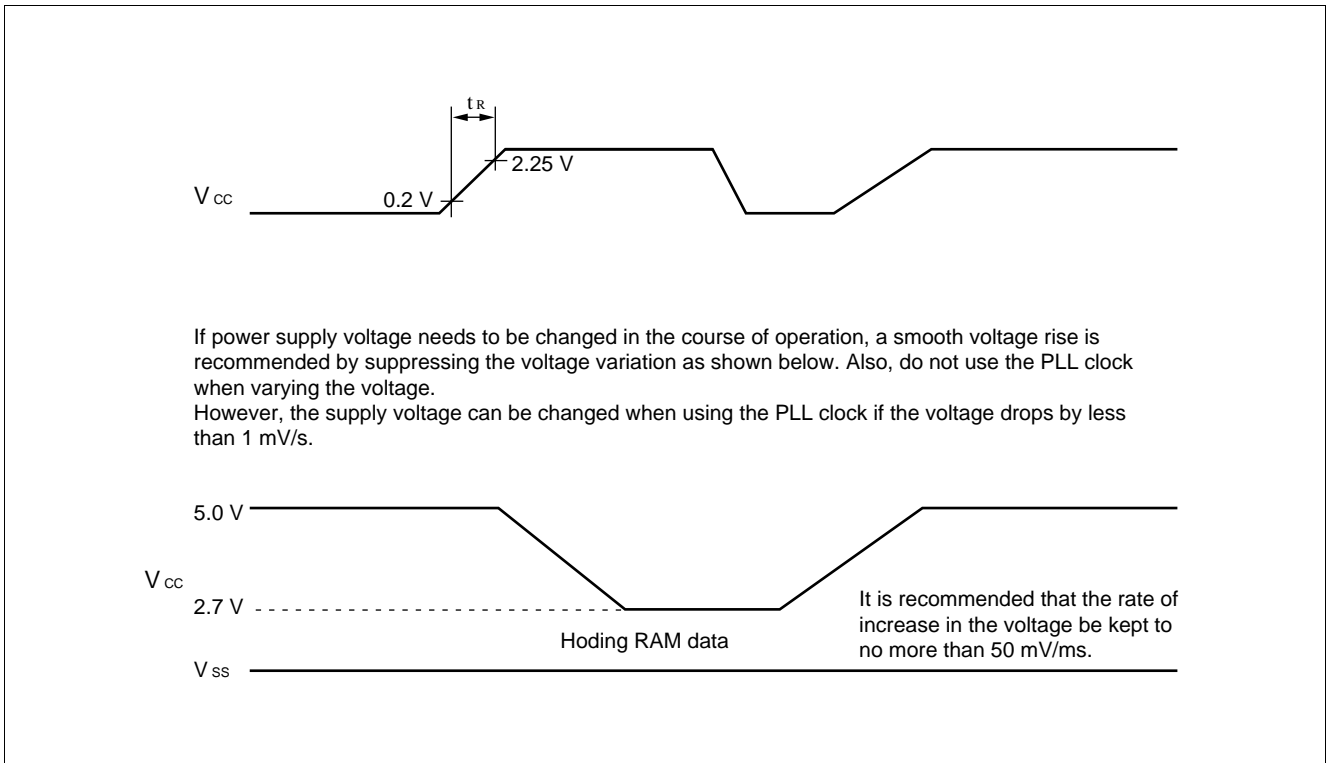 t R
2.25 V
0.2 V
V CC
If power supply voltage needs to be changed in the course of operation, a smooth voltage rise is
recommended by suppressing the voltage variation as shown below. Also, do not use the PLL clock
when varying the voltage.
However, the supply voltage can be changed when using the PLL clock if the voltage drops by less
than 1 mV/s.
5.0 V
V CC
2.7 V
It is recommended that the rate of
increase in the voltage be kept to
no more than 50 mV/ms.
Hoding RAM data
V SS